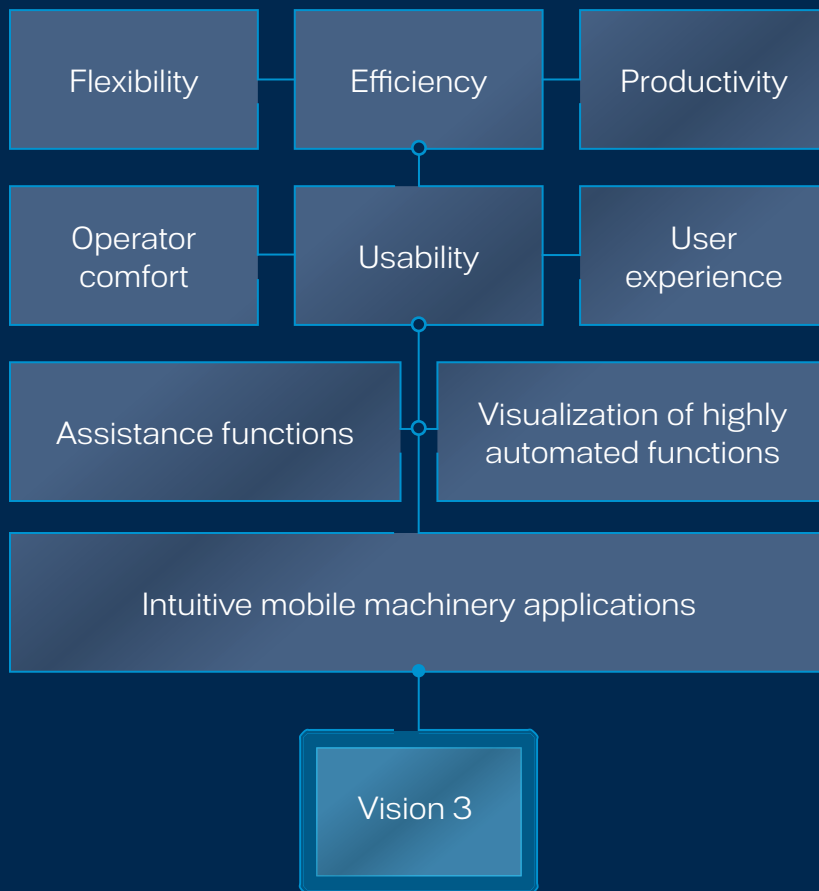 Flexibility
Efficiency
Productivity
Operator
comfort
Usability
User
experience
Assistance functions
Visualization of highly
automated functions
Intuitive mobile machinery applications
Vision 3